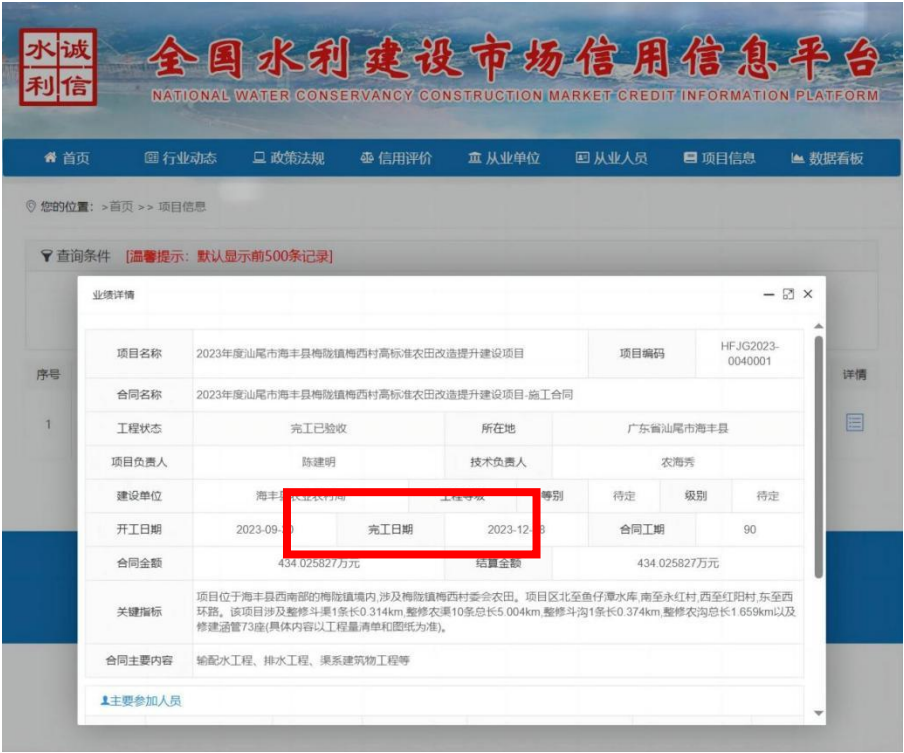 水诚
利信
全国水利建设市场信用信息平台
NATIONAL WATER CONSERVANCY CONSTRUCTION MARKET CREDIT INFORMATION PLATFORM
首页 行业动态 政策法规 信用评价 从业单位 从业人员 项目信息 数据看板
您的位置：>首页 >> 项目信息
查询条件 [温馨提示：默认显示前500条记录]
业绩详情
序号 详情
1
项目名称 2023年度汕尾市海丰县梅陇镇梅西村高标准农田改造提升建设项目 项目编码 HFJG2023-
0040001
合同名称 2023年度汕尾市海丰县梅陇镇梅西村高标准农田改造提升建设项目-施工合同
工程状态 完工已验收 所在地 广东省汕尾市海丰县
项目负责人 陈建明 技术负责人 农海秀
建设单位 海丰县农业农村局 工程等级 等别 待定 级别 待定
开工日期 2023-09- 完工日期 2023-12- 合同工期 90
合同金额 434.025827万元 结算金额 434.025827万元
关键指标 项目位于海丰县西南部的梅陇镇境内,涉及梅陇镇梅西村委会农田。项目区北至鱼仔潭水库,南至永红村,西至红阳村,东至西
环路。该项目涉及整修斗渠1条长0.314km,整修农渠10条总长5.004km,整修斗沟1条长0.374km,整修农沟总长1.659km以及
修建涵管73座(具体内容以工程量清单和图纸为准)。
合同主要内容 输配水工程、排水工程、渠系建筑物工程等
主要参加人员